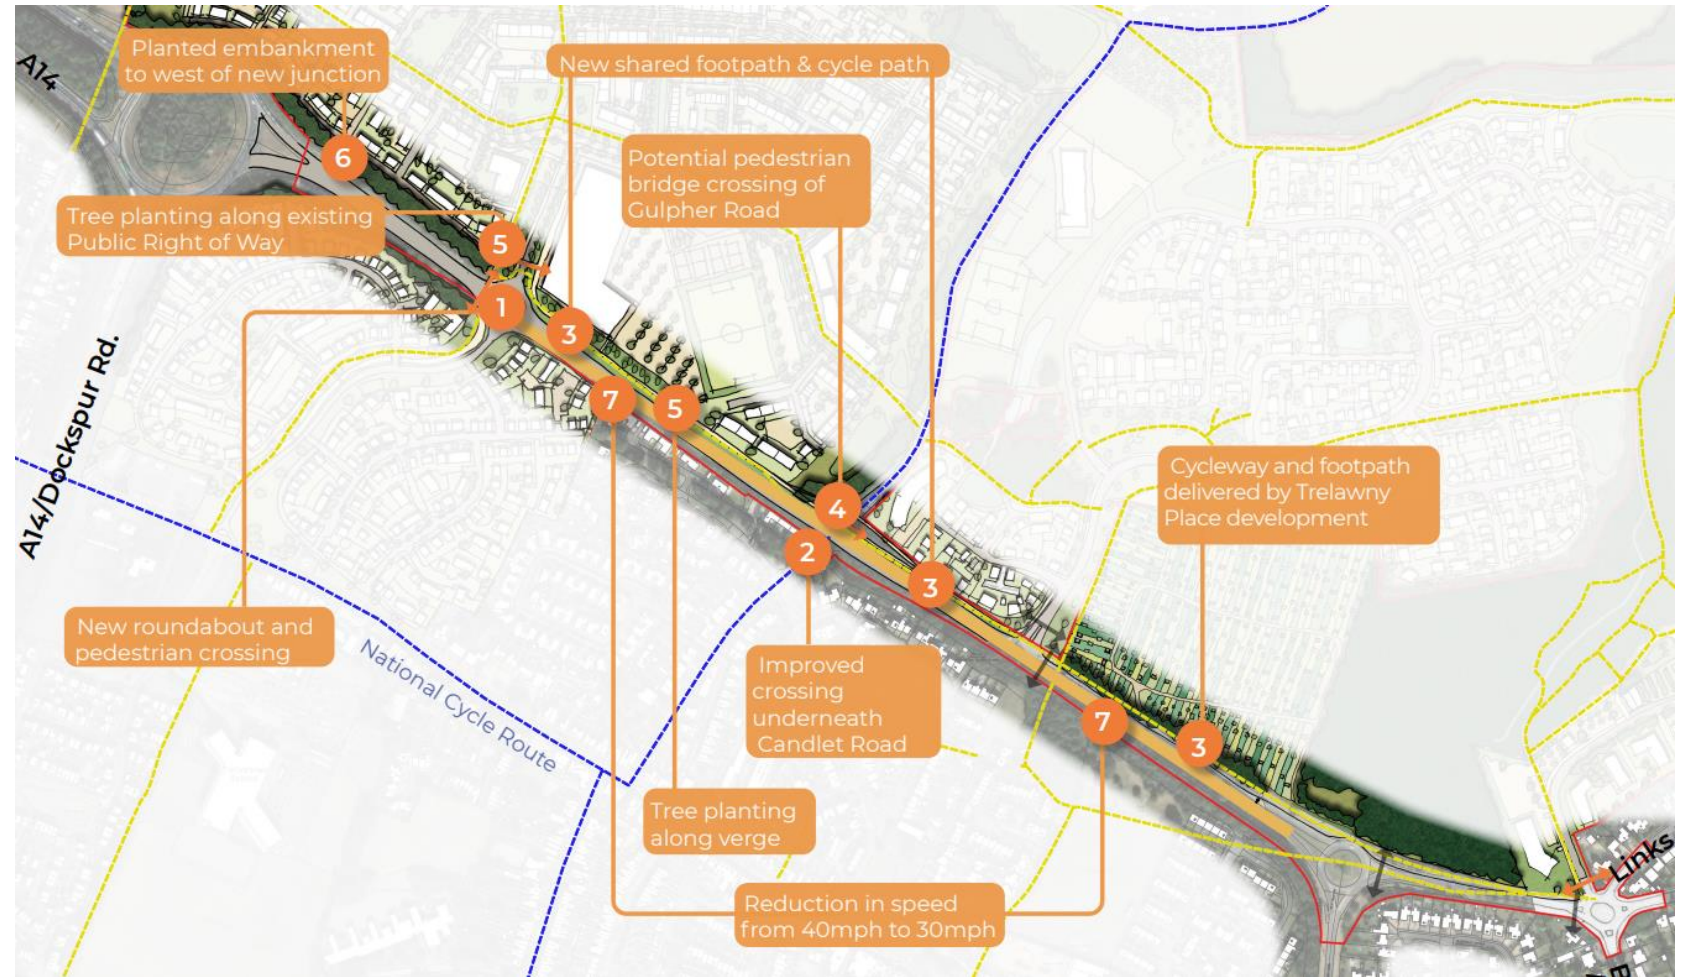 A14
Planted embankment
to west of new junction
6
New shared footpath & cycle path
Potential pedestrian
bridge crossing of
Gulpher Road
Tree planting along existing
Public Right of Way
5
1
3
7
5
A14/Dockspur Rd.
4
2
3
Cycleway and footpath
delivered by Trelawny
Place development
New roundabout and
pedestrian crossing
National Cycle Route
Improved
crossing
underneath
Candlet Road
7
3
Tree planting
along verge
Reduction in speed
from 40mph to 30mph
Links